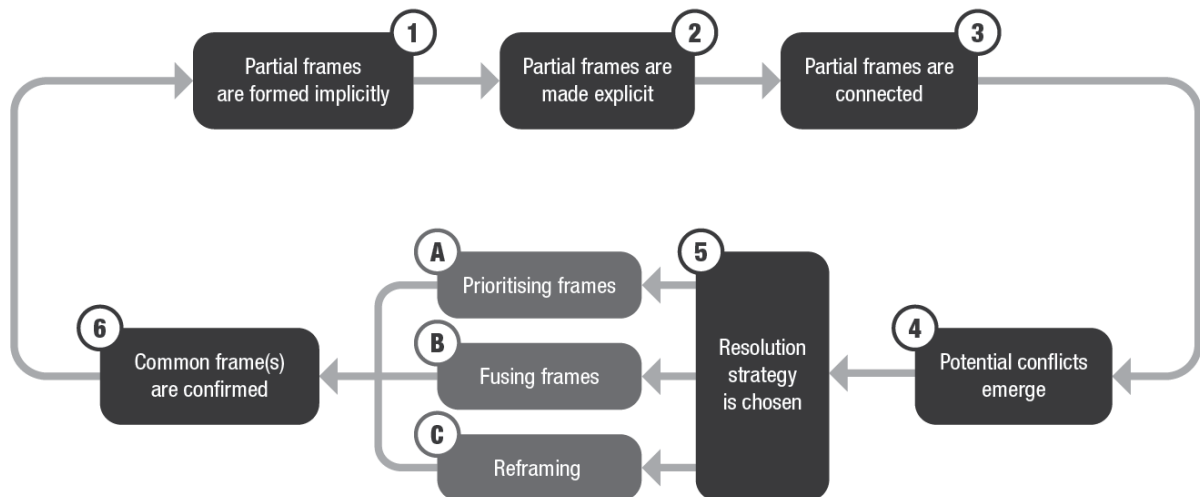 1
Partial frames
are formed implicitly
2
Partial frames are
made explicit
3
Partial frames are
connected
4
Potential conflicts
emerge
5
Resolution
strategy
is chosen
A
Prioritising frames
B
Fusing frames
C
Reframing
6
Common frame(s)
are confirmed